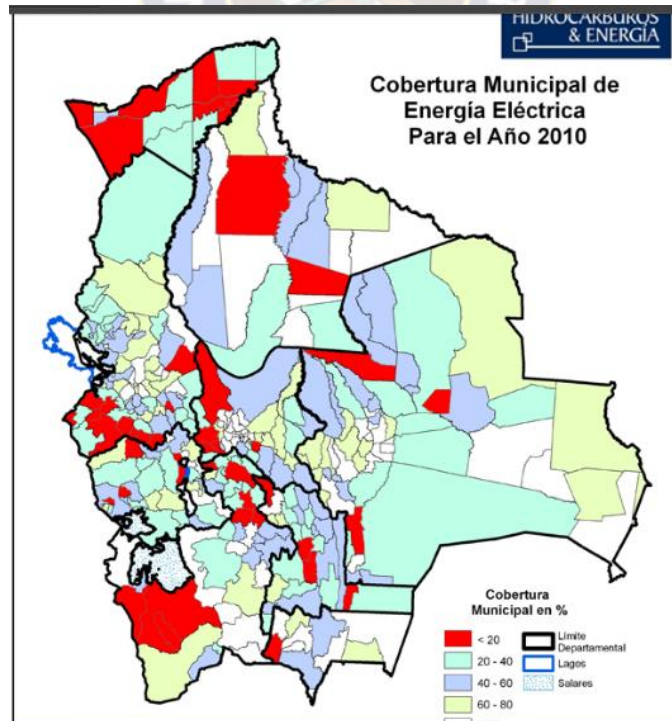 HIDROCARBUROS
& ENERGÍA
Cobertura Municipal de
Energía Eléctrica
Para el Año 2010
Cobertura
Municipal en %
< 20
20 - 40
40 - 60
60 - 80
Límite
Departamental
Lagos
Salares